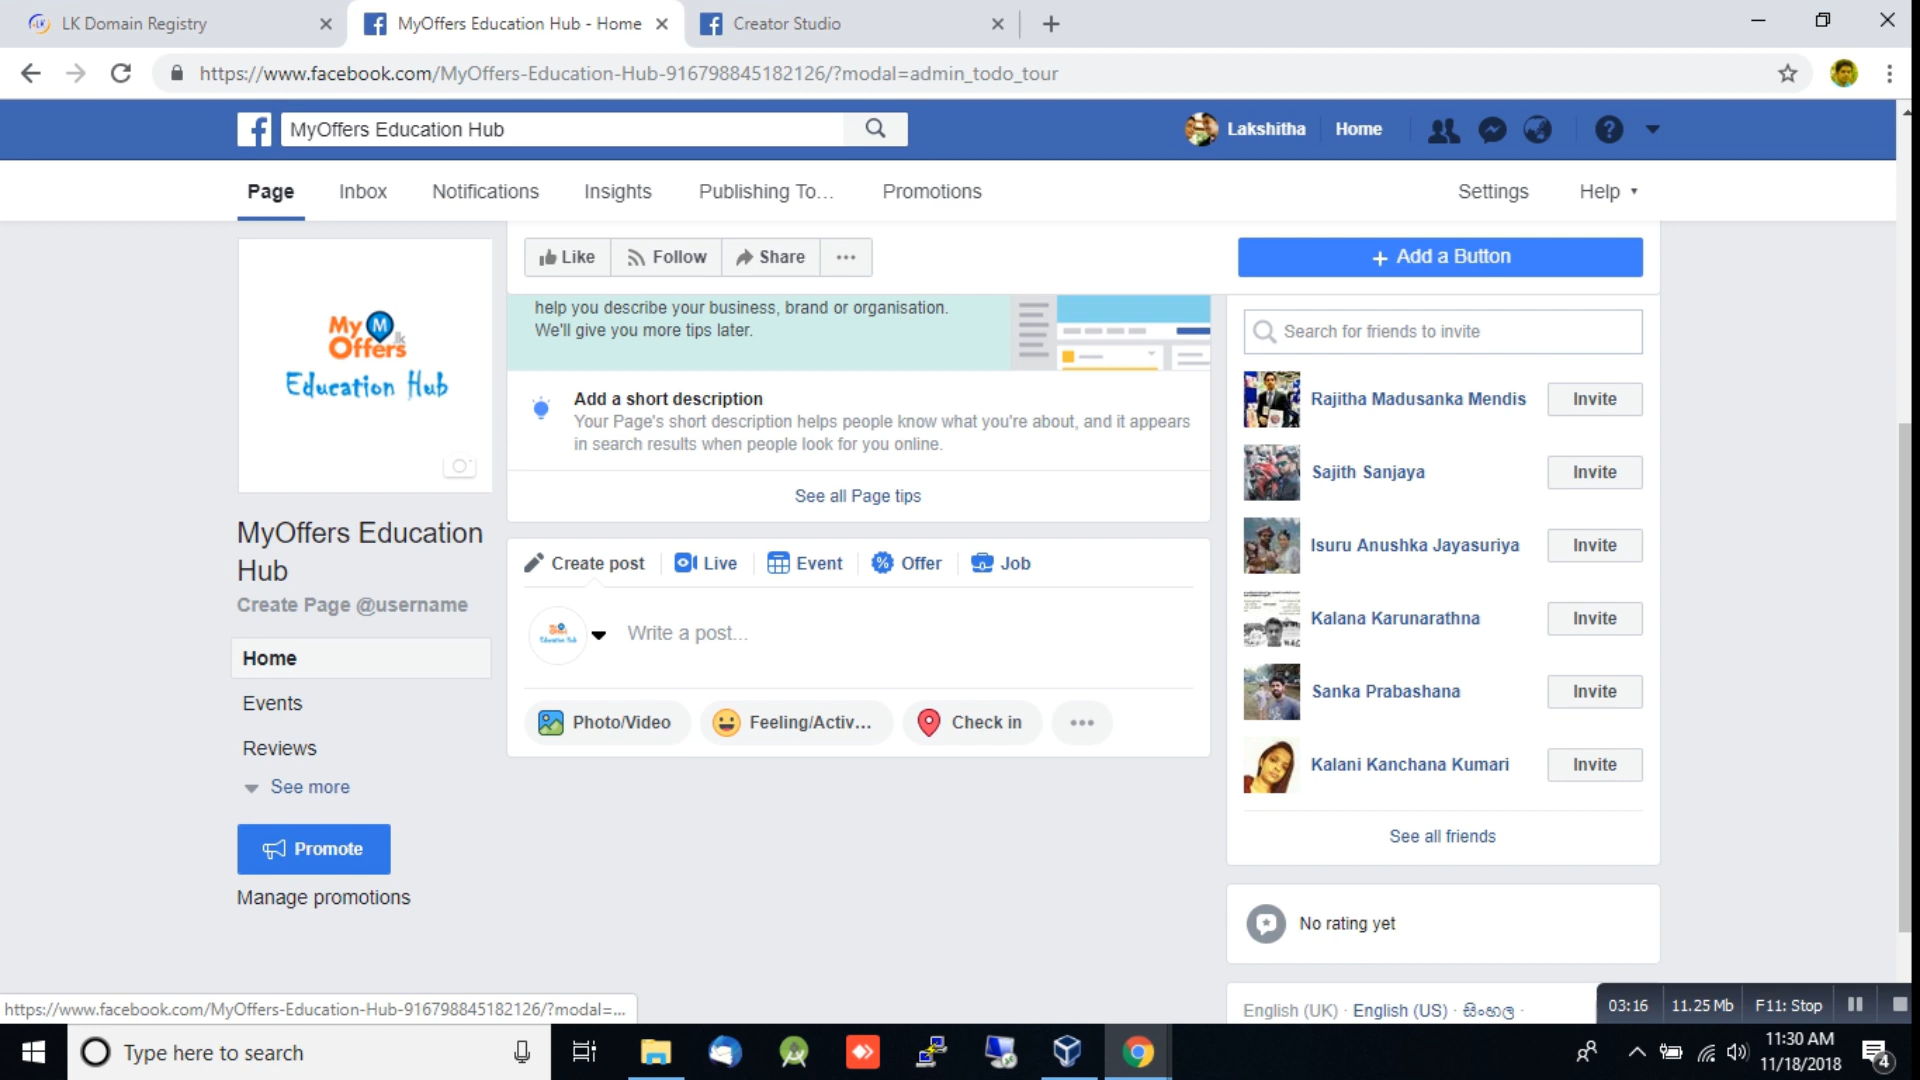 LK Domain Registry
MyOffers Education Hub - Home
Creator Studio
https://www.facebook.com/MyOffers-Education-Hub-916798845182126/?modal=admin_todo_tour
MyOffers Education Hub
Lakshitha
Home
Page
Inbox
Notifications
Insights
Publishing To...
Promotions
Settings
Help
Like
Follow
Share
+ Add a Button
My M
Offers
.lk
Education Hub
MyOffers Education
Hub
Create Page @username
Home
Events
Reviews
See more
Promote
Manage promotions
help you describe your business, brand or organisation.
We'll give you more tips later.
Add a short description
Your Page's short description helps people know what you're about, and it appears
in search results when people look for you online.
See all Page tips
Create post
Live
Event
Offer
Job
Write a post...
Photo/Video
Feeling/Activ...
Check in
Search for friends to invite
Rajitha Madusanka Mendis Invite
Sajith Sanjaya Invite
Isuru Anushka Jayasuriya Invite
Kalana Karunarathna Invite
Sanka Prabashana Invite
Kalani Kanchana Kumari Invite
See all friends
No rating yet
English (UK) · English (US) · සිංහල ·
https://www.facebook.com/MyOffers-Education-Hub-916798845182126/?modal=...
03:16 11.25 Mb F11: Stop
Type here to search
11:30 AM
11/18/2018
4